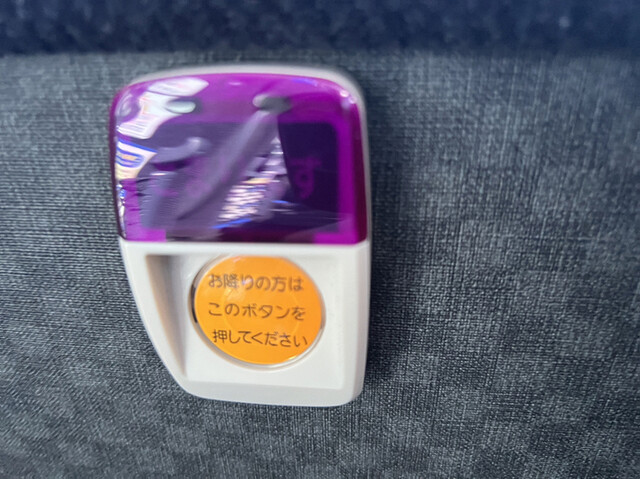 お降りの方は
このボタンを
押してください